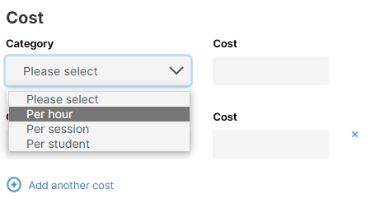 Cost
Category Cost
Please select
Please select
Per hour
Per session
Per student
Cost
×
Add another cost